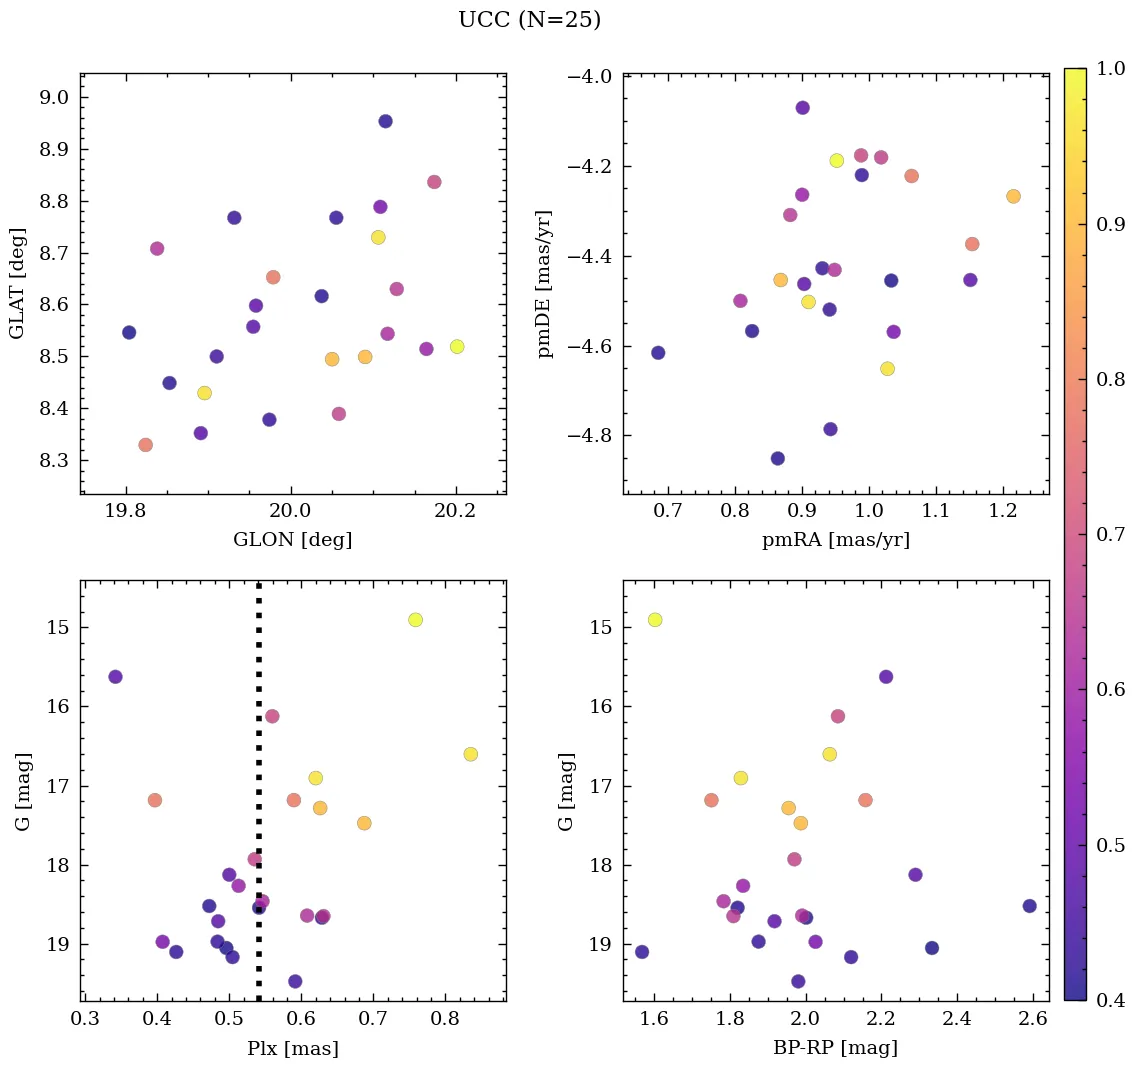 UCC (N=25)
9.0
8.9
8.8
8.7
8.6
8.5
8.4
8.3
GLAT [deg]
19.8 20.0 20.2
GLON [deg]
−4.0
−4.2
−4.4
−4.6
−4.8
pmDE [mas/yr]
0.7 0.8 0.9 1.0 1.1 1.2
pmRA [mas/yr]
15
16
17
18
19
G [mag]
0.3 0.4 0.5 0.6 0.7 0.8
Plx [mas]
15
16
17
18
19
G [mag]
1.6 1.8 2.0 2.2 2.4 2.6
BP-RP [mag]
1.0
0.9
0.8
0.7
0.6
0.5
0.4